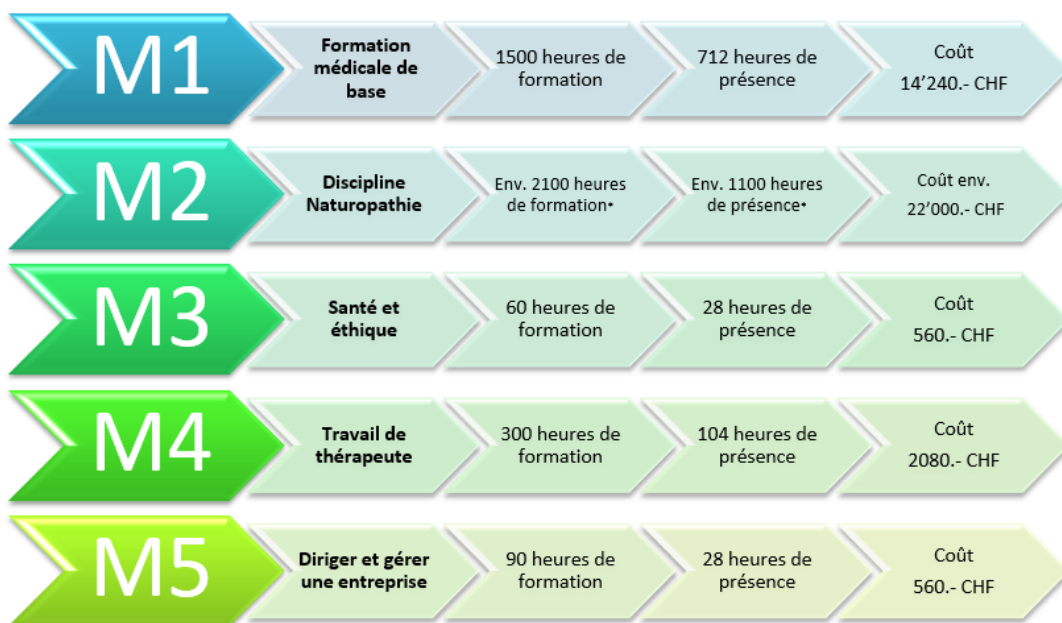 M1
Formation
médicale de
base
1500 heures de
formation
712 heures de
présence
Coût
14’240.- CHF
M2
Discipline
Naturopathie
Env. 2100 heures
de formation*
Env. 1100 heures
de présence*
Coût env.
22’000.- CHF
M3
Santé et
éthique
60 heures de
formation
28 heures de
présence
Coût
560.- CHF
M4
Travail de
thérapeute
300 heures de
formation
104 heures de
présence
Coût
2080.- CHF
M5
Diriger et gérer
une entreprise
90 heures de
formation
28 heures de
présence
Coût
560.- CHF